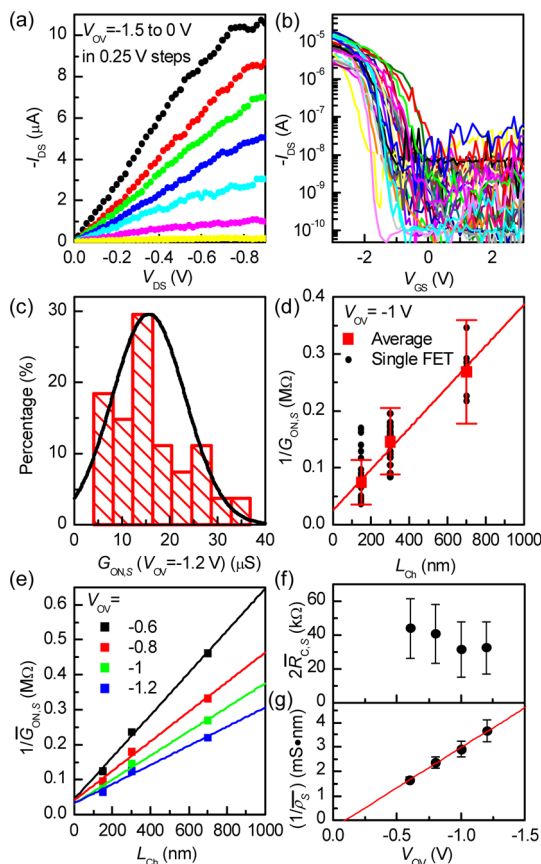 (a)
V_OV=-1.5 to 0 V
in 0.25 V steps
10
8
6
4
2
0
-I_DS (μA)
0.0 -0.2 -0.4 -0.6 -0.8
V_DS (V)
(b)
10^-5
10^-6
10^-7
10^-8
10^-9
10^-10
-I_DS (A)
-2 0 2
V_GS (V)
(c)
30
20
10
0
Percentage (%)
0 10 20 30 40
G_ON,S (V_OV=-1.2 V) (μS)
(d)
V_OV= -1 V
Average
Single FET
0.4
0.3
0.2
0.1
0.0
1/G_ON,S (MΩ)
0 200 400 600 800 1000
L_Ch (nm)
(e)
V_OV=
-0.6
-0.8
-1
-1.2
0.8
0.6
0.4
0.2
0.0
1/G̅_ON,S (MΩ)
0 200 400 600 800 1000
L_Ch (nm)
(f)
80
60
40
20
0
2R̅_C,S (kΩ)
(g)
4
2
0
(1/ρ̅_S) (mS•nm)
0.0 -0.5 -1.0 -1.5
V_OV (V)